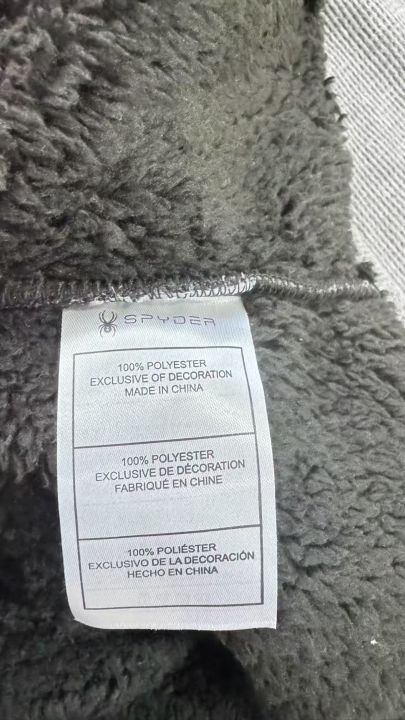 SPYDER
100% POLYESTER
EXCLUSIVE OF DECORATION
MADE IN CHINA
100% POLYESTER
EXCLUSIVE DE DÉCORATION
FABRIQUÉ EN CHINE
100% POLIÉSTER
EXCLUSIVO DE LA DECORACIÓN
HECHO EN CHINA